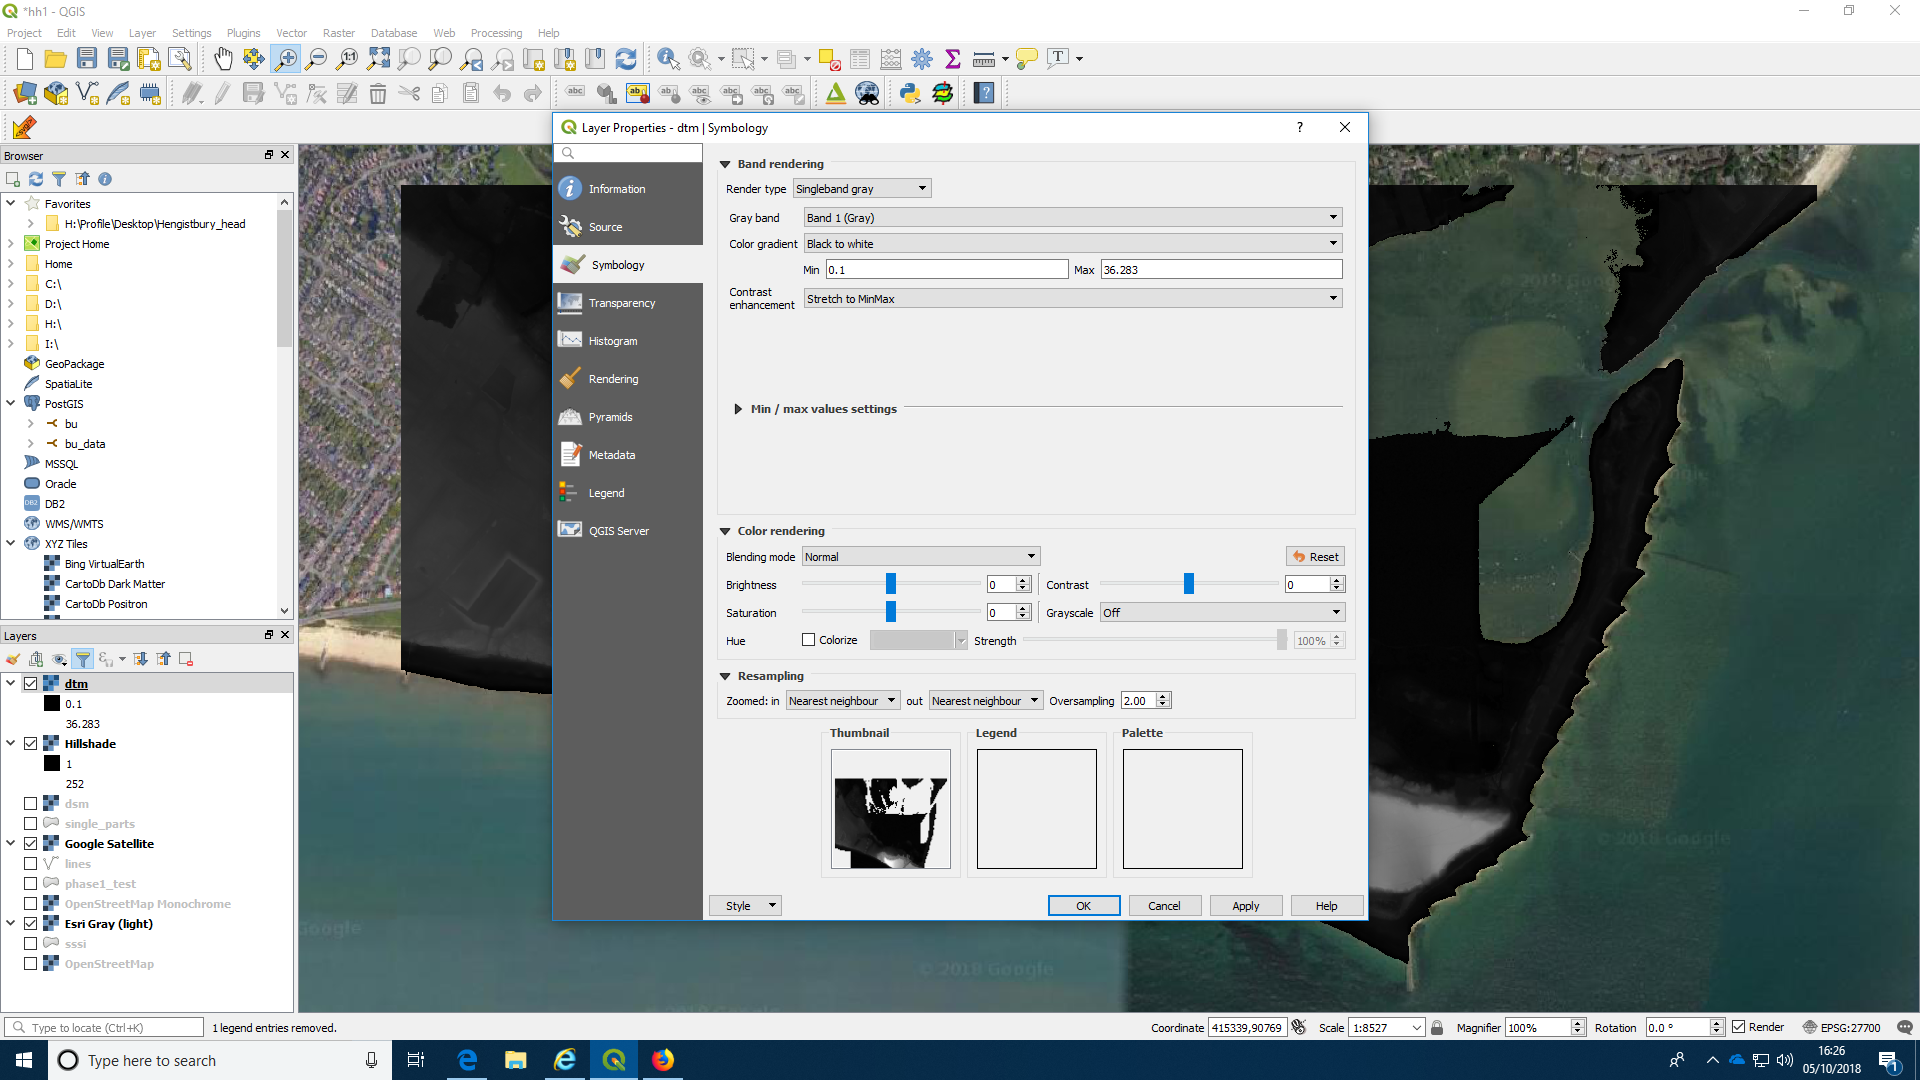 *hh1 - QGIS
Project Edit View Layer Settings Plugins Vector Raster Database Web Processing Help
Layer Properties - dtm | Symbology
?
Browser
Favorites
H:\Profile\Desktop\Hengistbury_head
Project Home
Home
C:\
D:\
H:\
I:\
GeoPackage
SpatiaLite
PostGIS
bu
bu_data
MSSQL
Oracle
DB2
WMS/WMTS
XYZ Tiles
Bing VirtualEarth
CartoDb Dark Matter
CartoDb Positron
Layers
dtm
0.1
36.283
Hillshade
1
252
dsm
single_parts
Google Satellite
lines
phase1_test
OpenStreetMap Monochrome
Esri Gray (light)
sssi
OpenStreetMap
Information
Source
Symbology
Transparency
Histogram
Rendering
Pyramids
Metadata
Legend
QGIS Server
Band rendering
Render type Singleband gray
Gray band Band 1 (Gray)
Color gradient Black to white
Min 0.1 Max 36.283
Contrast enhancement Stretch to MinMax
Min / max values settings
Color rendering
Blending mode Normal Reset
Brightness 0 Contrast 0
Saturation 0 Grayscale Off
Hue Colorize Strength 100%
Resampling
Zoomed: in Nearest neighbour out Nearest neighbour Oversampling 2.00
Thumbnail Legend Palette
Style OK Cancel Apply Help
Google
© 2018 Google
© 2018 Google
Type to locate (Ctrl+K) 1 legend entries removed. Coordinate 415339,90769 Scale 1:8527 Magnifier 100% Rotation 0.0 ° Render EPSG:27700
Type here to search
16:26
05/10/2018
1